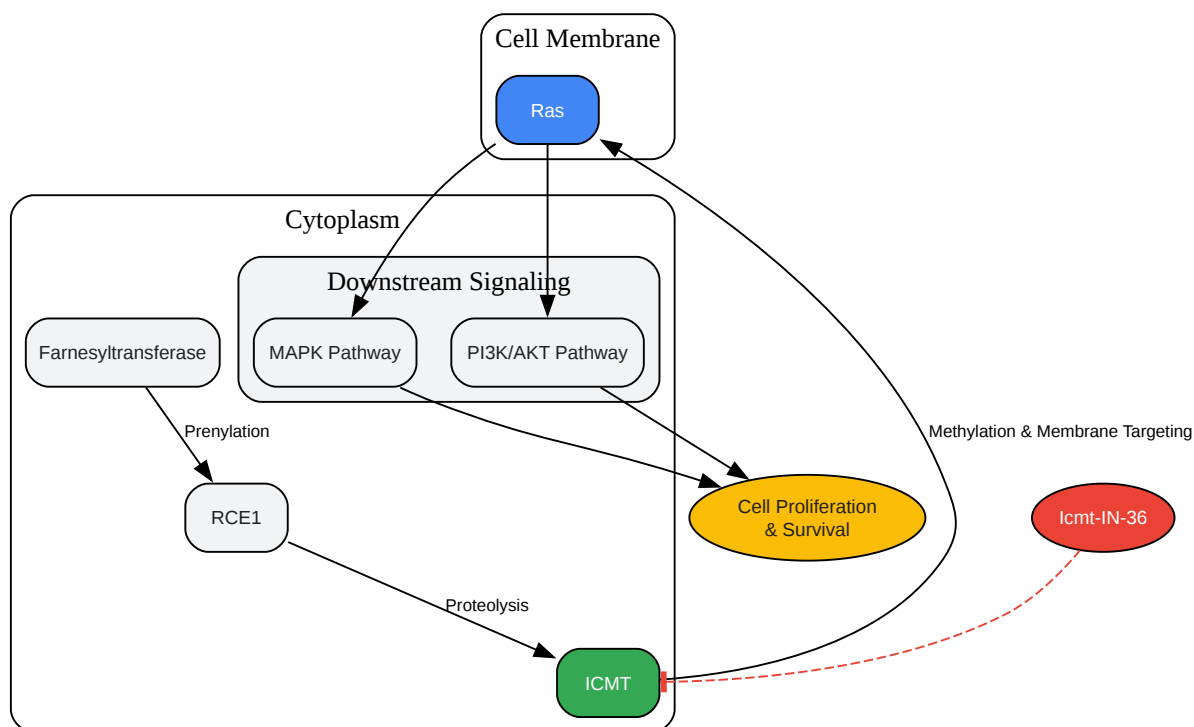 Cell Membrane
Ras
Cytoplasm
Downstream Signaling
Farnesyltransferase
MAPK Pathway
PI3K/AKT Pathway
Prenylation
Methylation & Membrane Targeting
RCE1
Cell Proliferation
& Survival
Icmt-IN-36
Proteolysis
ICMT